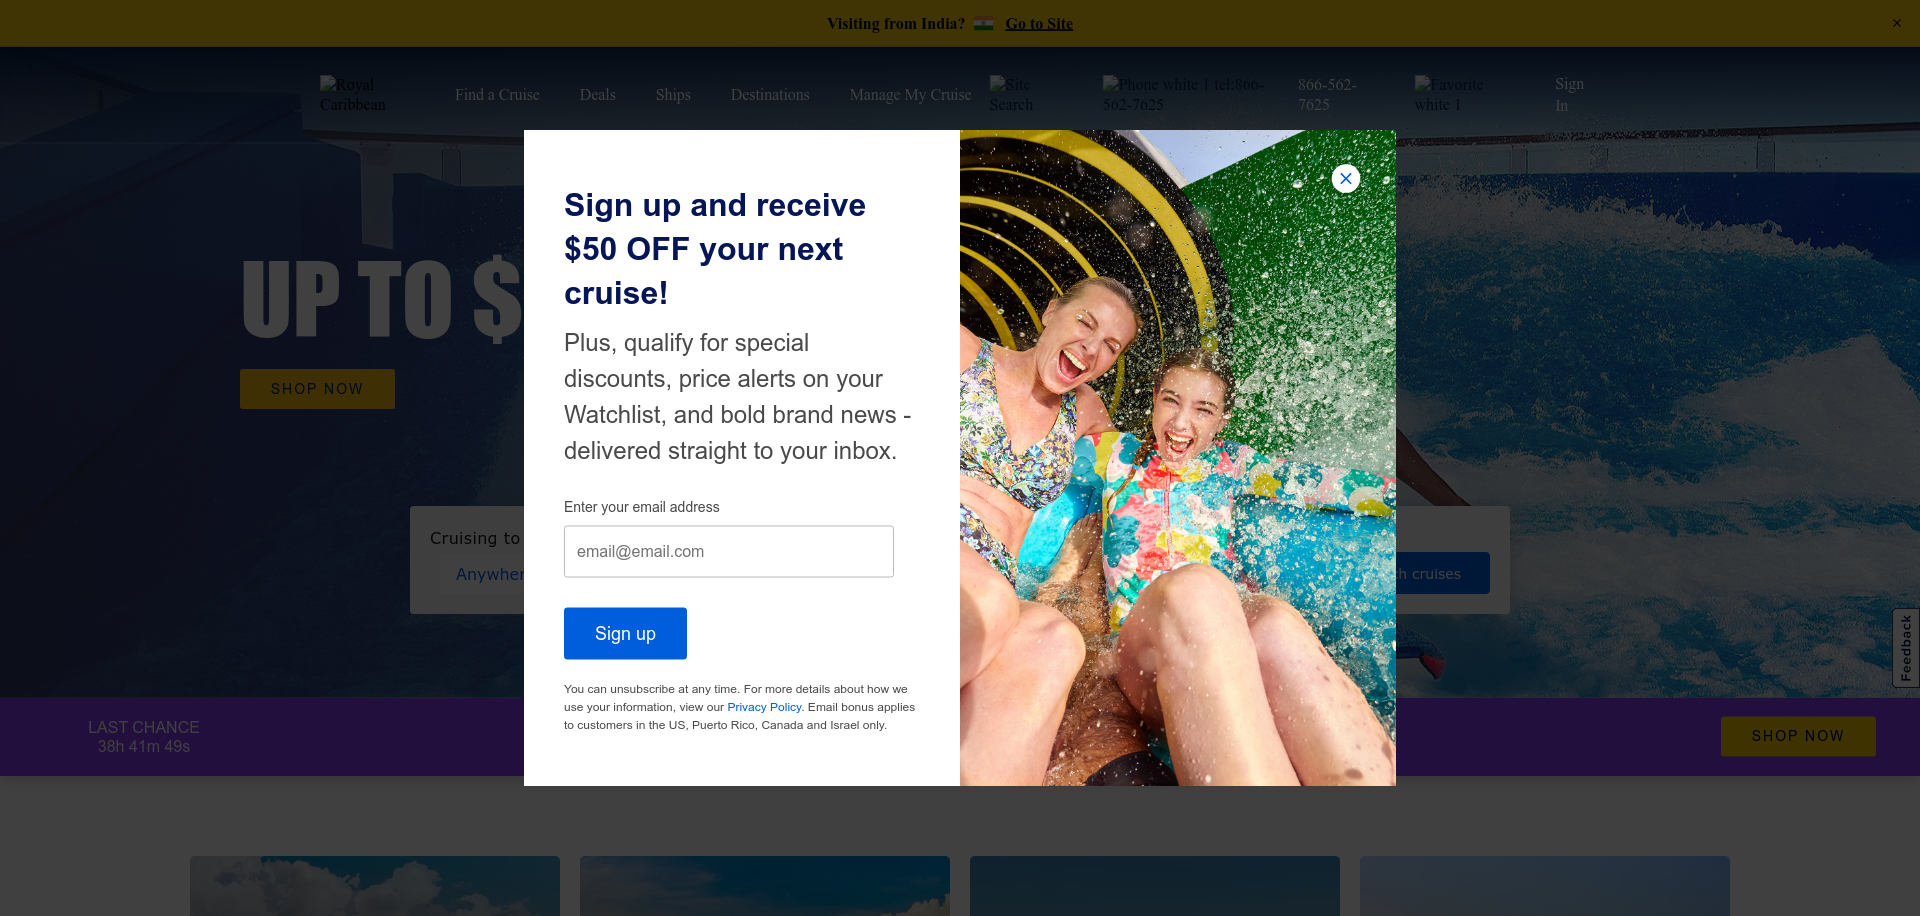 Visiting from India? Go to Site ×
Royal Caribbean
Find a Cruise
Deals
Ships
Destinations
Manage My Cruise
Site Search
Phone white 1 tel:866-562-7625
866-562-7625
Favorite white 1
Sign In
UP TO $
SHOP NOW
Sign up and receive
$50 OFF your next
cruise!
Plus, qualify for special
discounts, price alerts on your
Watchlist, and bold brand news -
delivered straight to your inbox.
Enter your email address
email@email.com
Sign up
You can unsubscribe at any time. For more details about how we
use your information, view our Privacy Policy. Email bonus applies
to customers in the US, Puerto Rico, Canada and Israel only.
Cruising to
cruises
Feedback
LAST CHANCE
38h 41m 49s
SHOP NOW